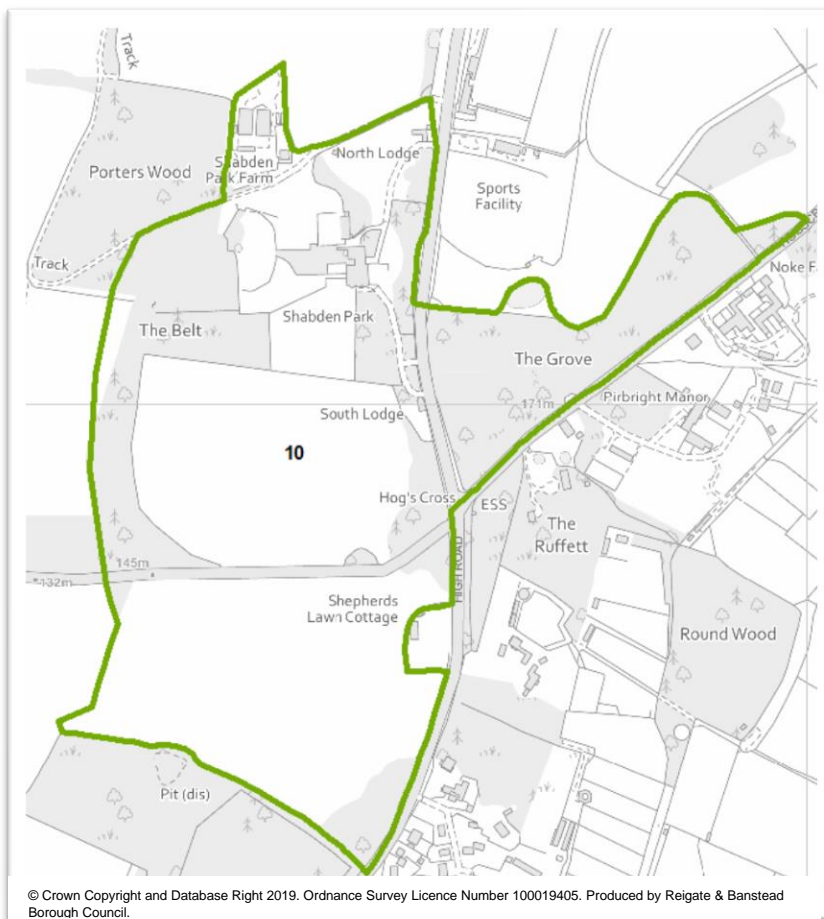 Track
Porters Wood
Shabden
Park Farm
North Lodge
Sports
Facility
Track
Noke
The Belt
Shabden Park
The Grove
171m
Pirbright Manor
South Lodge
10
Hog's Cross
ESS
The
Ruffett
HIGH ROAD
145m
132m
Shepherds
Lawn Cottage
Round Wood
Pit (dis)
© Crown Copyright and Database Right 2019. Ordnance Survey Licence Number 100019405. Produced by Reigate & Banstead
Borough Council.